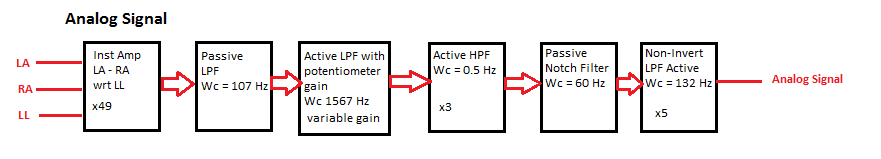 Analog Signal
LA
RA
LL
Inst Amp
LA - RA
wrt LL
x49
Passive
LPF
Wc = 107 Hz
Active LPF with
potentiometer
gain
Wc 1567 Hz
variable gain
Active HPF
Wc = 0.5 Hz
x3
Passive
Notch Filter
Wc = 60 Hz
Non-Invert
LPF Active
Wc = 132 Hz
x5
Analog Signal